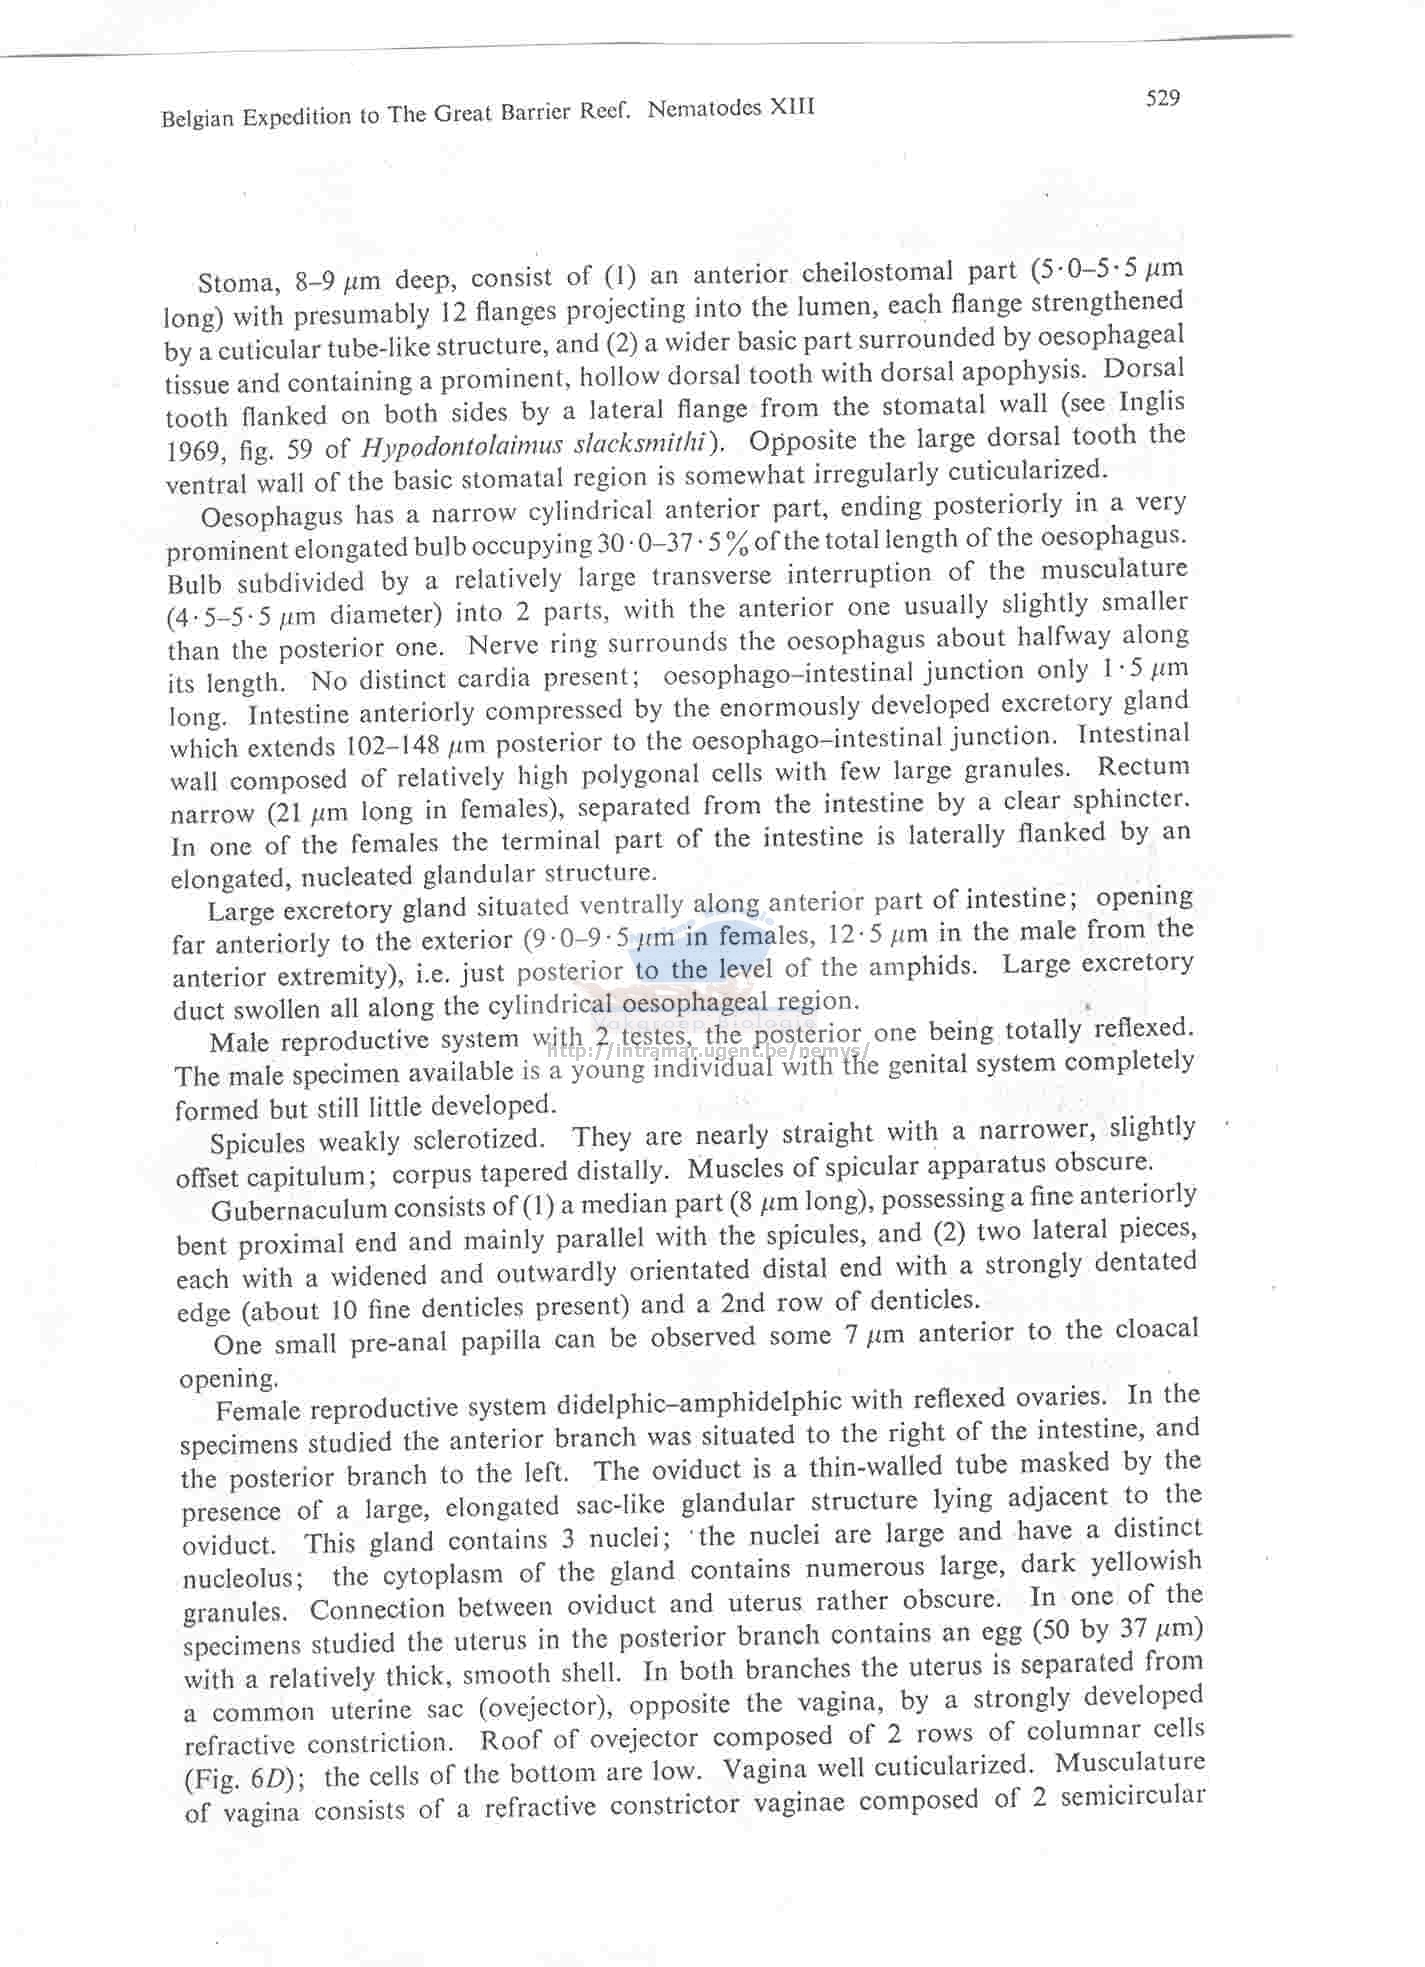 Belgian Expedition to The Great Barrier Reef. Nematodes XIII 529
Stoma, 8–9 μm deep, consist of (1) an anterior cheilostomal part (5·0–5·5 μm
long) with presumably 12 flanges projecting into the lumen, each flange strengthened
by a cuticular tube-like structure, and (2) a wider basic part surrounded by oesophageal
tissue and containing a prominent, hollow dorsal tooth with dorsal apophysis. Dorsal
tooth flanked on both sides by a lateral flange from the stomatal wall (see Inglis
1969, fig. 59 of Hypodontolaimus slacksmithi). Opposite the large dorsal tooth the
ventral wall of the basic stomatal region is somewhat irregularly cuticularized.
Oesophagus has a narrow cylindrical anterior part, ending posteriorly in a very
prominent elongated bulb occupying 30·0–37·5% of the total length of the oesophagus.
Bulb subdivided by a relatively large transverse interruption of the musculature
(4·5–5·5 μm diameter) into 2 parts, with the anterior one usually slightly smaller
than the posterior one. Nerve ring surrounds the oesophagus about halfway along
its length. No distinct cardia present; oesophago–intestinal junction only 1·5 μm
long. Intestine anteriorly compressed by the enormously developed excretory gland
which extends 102–148 μm posterior to the oesophago–intestinal junction. Intestinal
wall composed of relatively high polygonal cells with few large granules. Rectum
narrow (21 μm long in females), separated from the intestine by a clear sphincter.
In one of the females the terminal part of the intestine is laterally flanked by an
elongated, nucleated glandular structure.
Large excretory gland situated ventrally along anterior part of intestine; opening
far anteriorly to the exterior (9·0–9·5 μm in females, 12·5 μm in the male from the
anterior extremity), i.e. just posterior to the level of the amphids. Large excretory
duct swollen all along the cylindrical oesophageal region.
Vakgroep Biologie
Male reproductive system with 2 testes, the posterior one being totally reflexed.
http://intramar.ugent.be/nemys/
The male specimen available is a young individual with the genital system completely
formed but still little developed.
Spicules weakly sclerotized. They are nearly straight with a narrower, slightly
offset capitulum; corpus tapered distally. Muscles of spicular apparatus obscure.
Gubernaculum consists of (1) a median part (8 μm long), possessing a fine anteriorly
bent proximal end and mainly parallel with the spicules, and (2) two lateral pieces,
each with a widened and outwardly orientated distal end with a strongly dentated
edge (about 10 fine denticles present) and a 2nd row of denticles.
One small pre-anal papilla can be observed some 7 μm anterior to the cloacal
opening.
Female reproductive system didelphic–amphidelphic with reflexed ovaries. In the
specimens studied the anterior branch was situated to the right of the intestine, and
the posterior branch to the left. The oviduct is a thin-walled tube masked by the
presence of a large, elongated sac-like glandular structure lying adjacent to the
oviduct. This gland contains 3 nuclei; the nuclei are large and have a distinct
nucleolus; the cytoplasm of the gland contains numerous large, dark yellowish
granules. Connection between oviduct and uterus rather obscure. In one of the
specimens studied the uterus in the posterior branch contains an egg (50 by 37 μm)
with a relatively thick, smooth shell. In both branches the uterus is separated from
a common uterine sac (ovejector), opposite the vagina, by a strongly developed
refractive constriction. Roof of ovejector composed of 2 rows of columnar cells
(Fig. 6D); the cells of the bottom are low. Vagina well cuticularized. Musculature
of vagina consists of a refractive constrictor vaginae composed of 2 semicircular